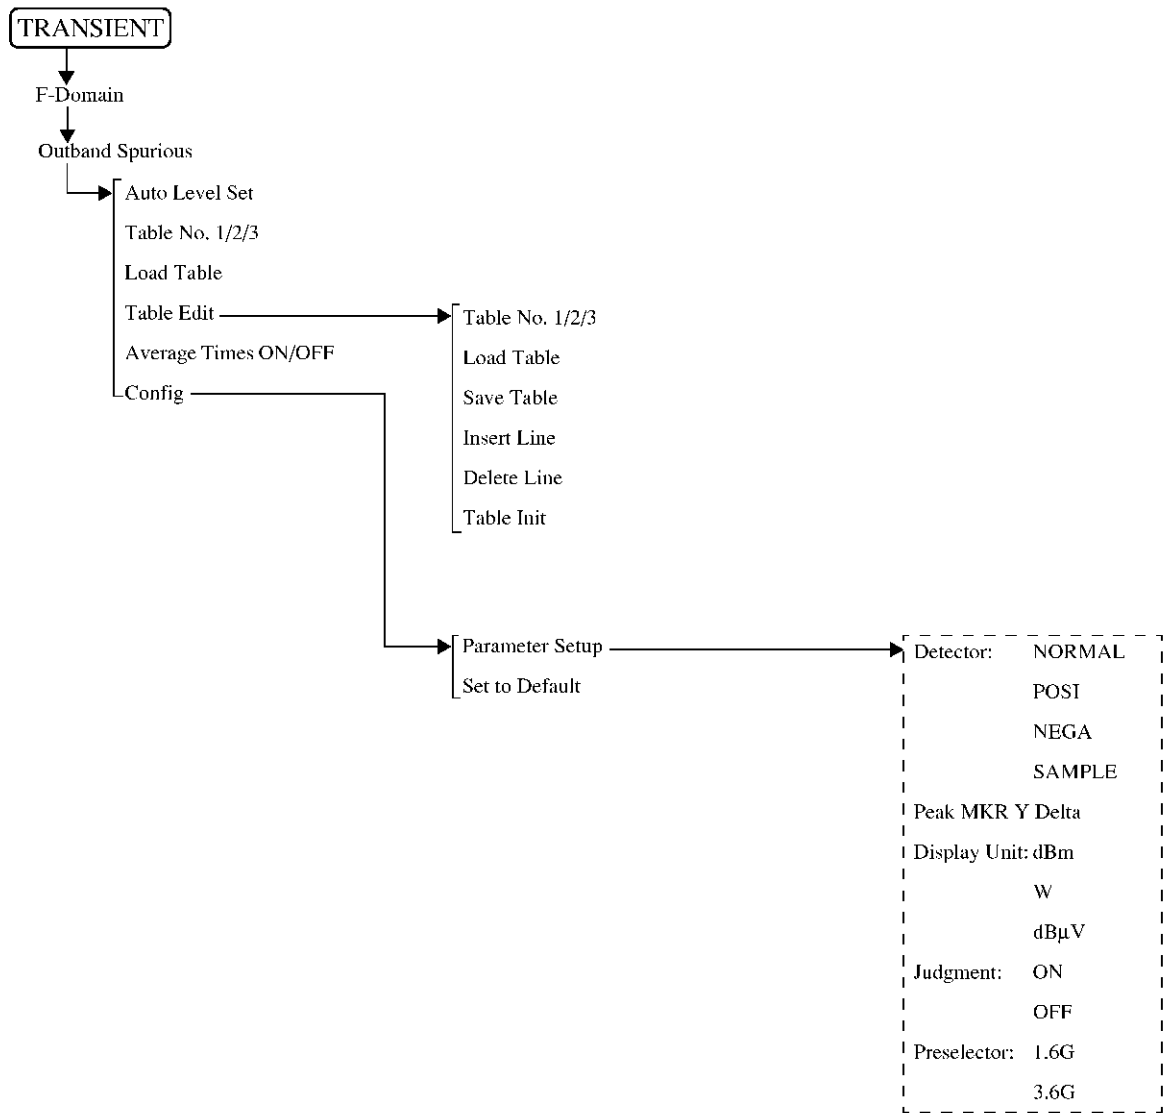 TRANSIENT
F-Domain
Outband Spurious
Auto Level Set
Table No. 1/2/3
Load Table
Table Edit
Average Times ON/OFF
Config
Table No. 1/2/3
Load Table
Save Table
Insert Line
Delete Line
Table Init
Parameter Setup
Set to Default
Detector: NORMAL
POSI
NEGA
SAMPLE
Peak MKR Y Delta
Display Unit: dBm
W
dBμV
Judgment: ON
OFF
Preselector: 1.6G
3.6G